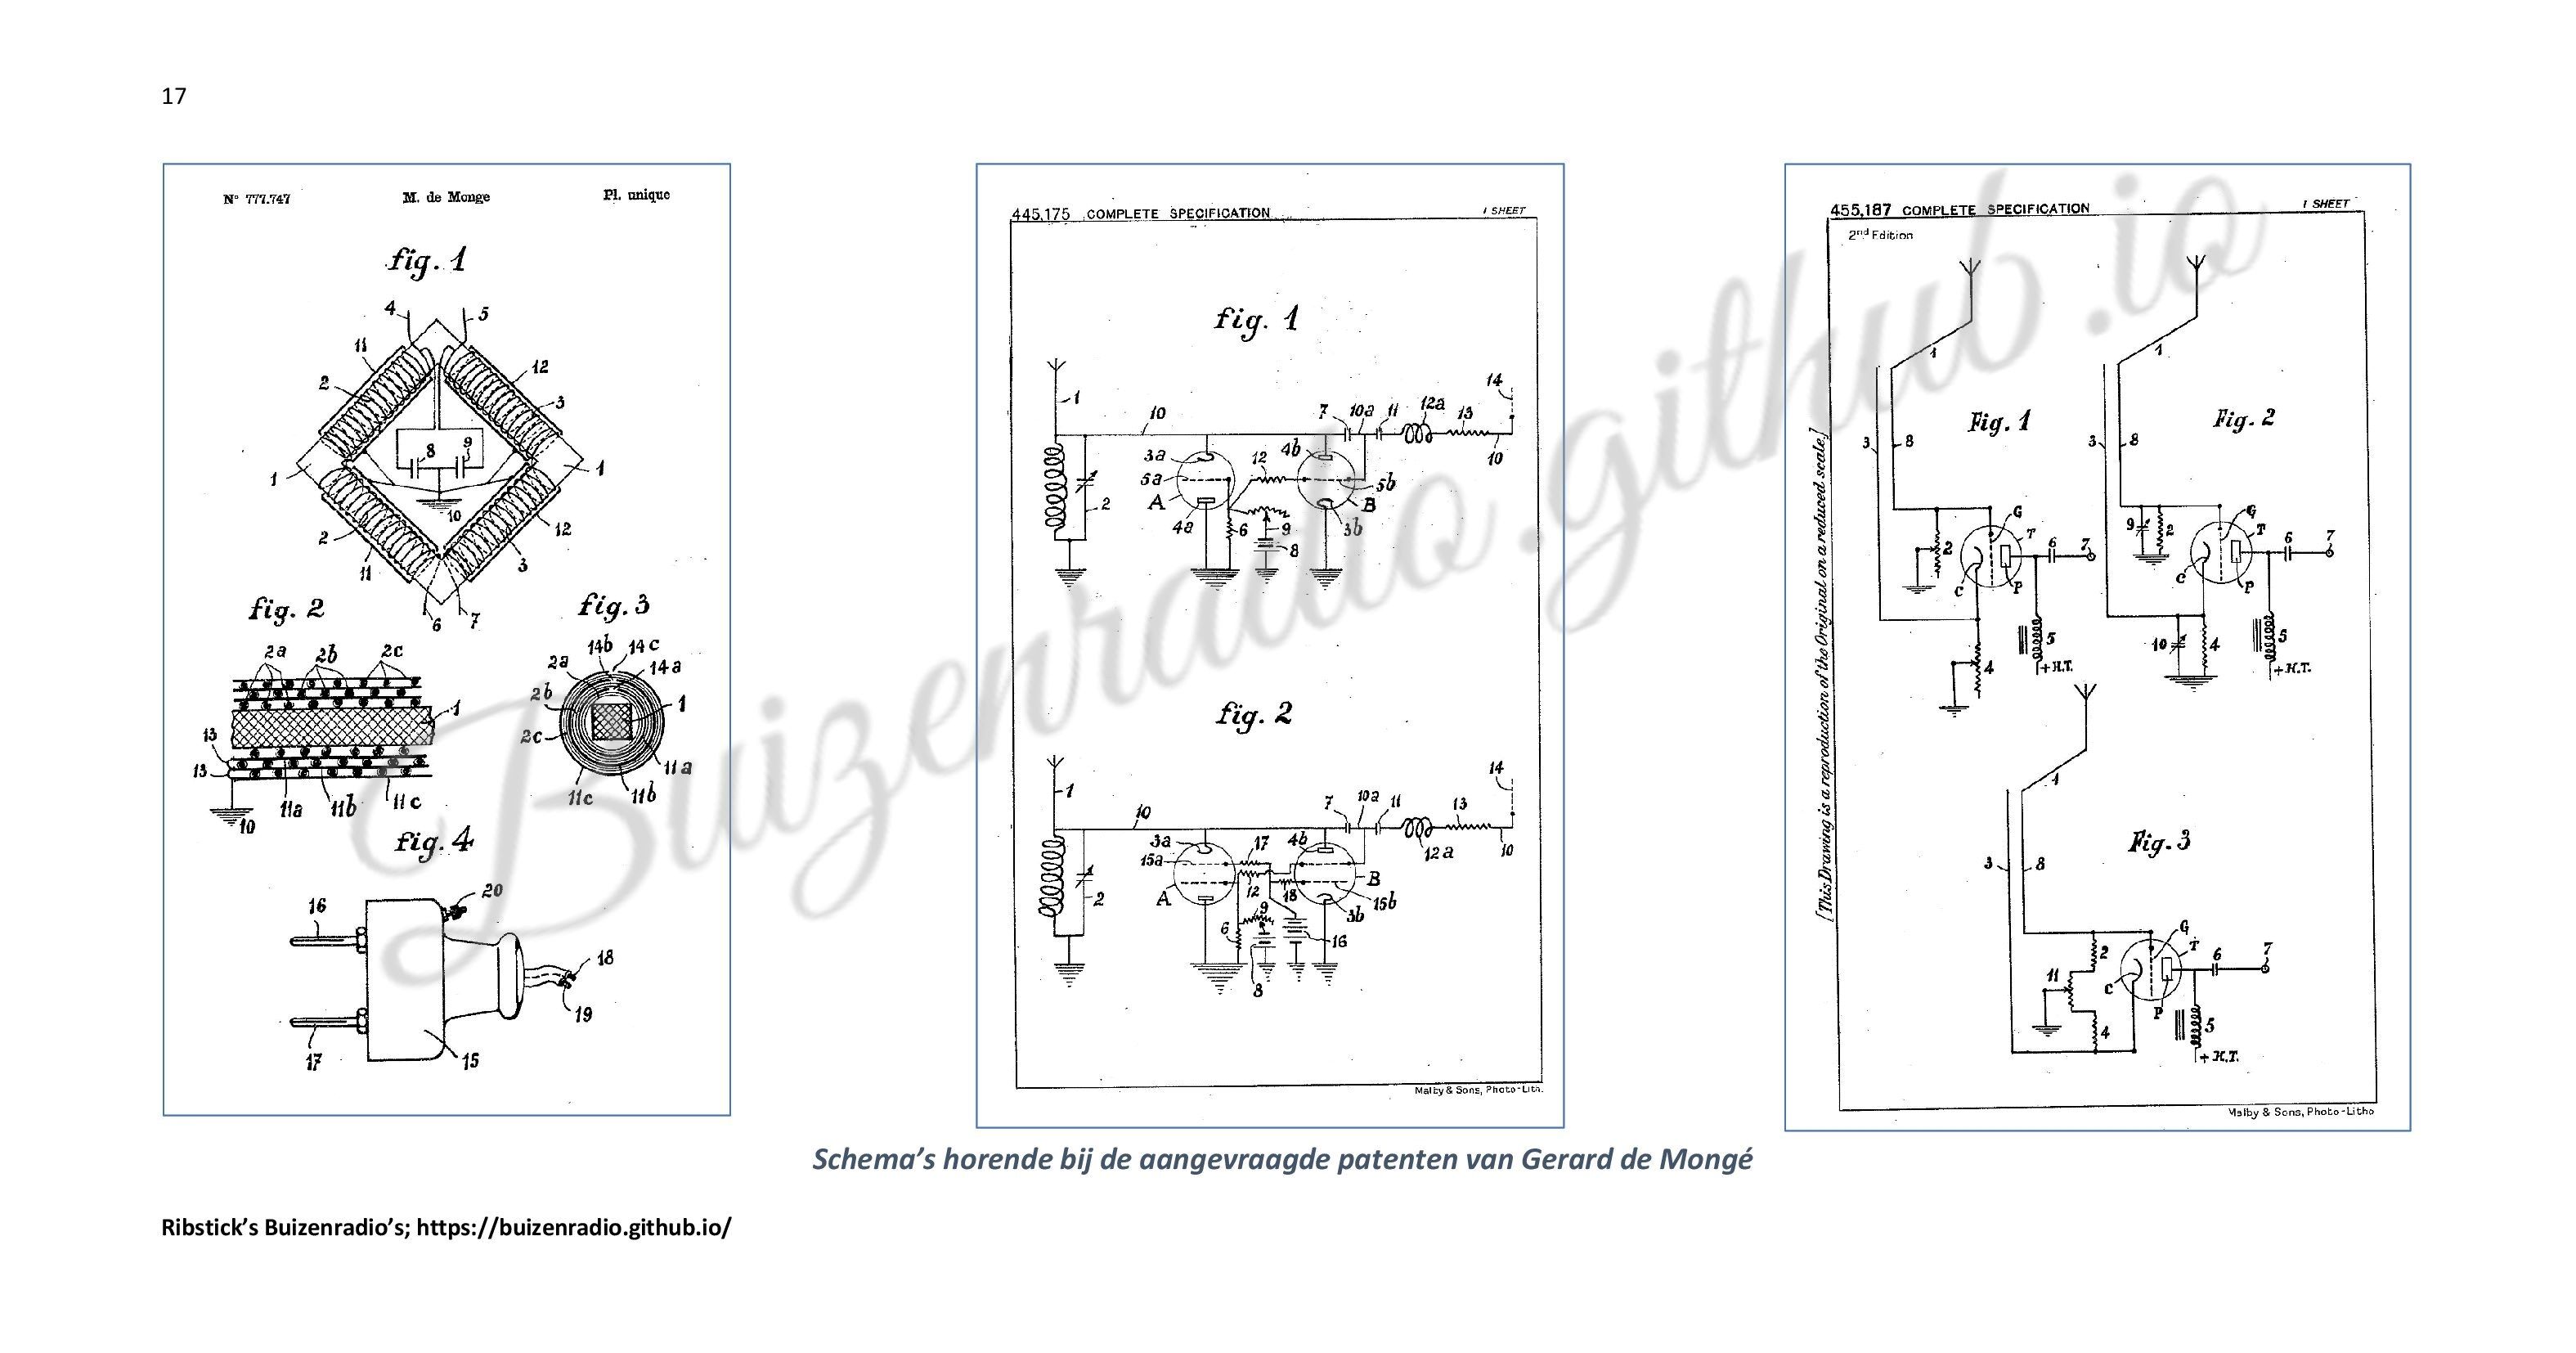 17
Nº 777.747 M. de Monge Pl. unique
fig. 1
4 5
11 12
2 3
8 9
1 1
10
2 12
11 3
6 7
fig. 2 fig. 3
2a 2b 2c
14b 14c
2a 14a
2b 1
1
13 2c
13 11a
11a 11b 11c
11c 11b
10
fig. 4
20
16
18
19
17 15
445,175 COMPLETE SPECIFICATION 1 SHEET
fig. 1
14
1 10 7 10a 11 12a 13
3a 12 4b 10
5a 5b
A B
2 4a 6 9 3b
8
fig. 2
14
1 10 7 10a 11 13
3a 17 4b 12a 10
15a
A 12 18 B
2 9 15b
3b
6 16
8
Malby & Sons, Photo-Lith.
455,187 COMPLETE SPECIFICATION 1 SHEET
2nd Edition
[This Drawing is a reproduction of the Original on a reduced scale.]
1 1
Fig. 1 Fig. 2
3 8 3 8
G G
T 9 2 T
2 6 7 6 7
C P C P
5 10 4 5
4 +H.T. +H.T.
1
Fig. 3
3 8
G
2 T 6 7
11 C
P
4 5
+H.T.
Malby & Sons, Photo-Litho
Buizenradio.github.io
Schema’s horende bij de aangevraagde patenten van Gerard de Mongé
Ribstick’s Buizenradio’s; https://buizenradio.github.io/